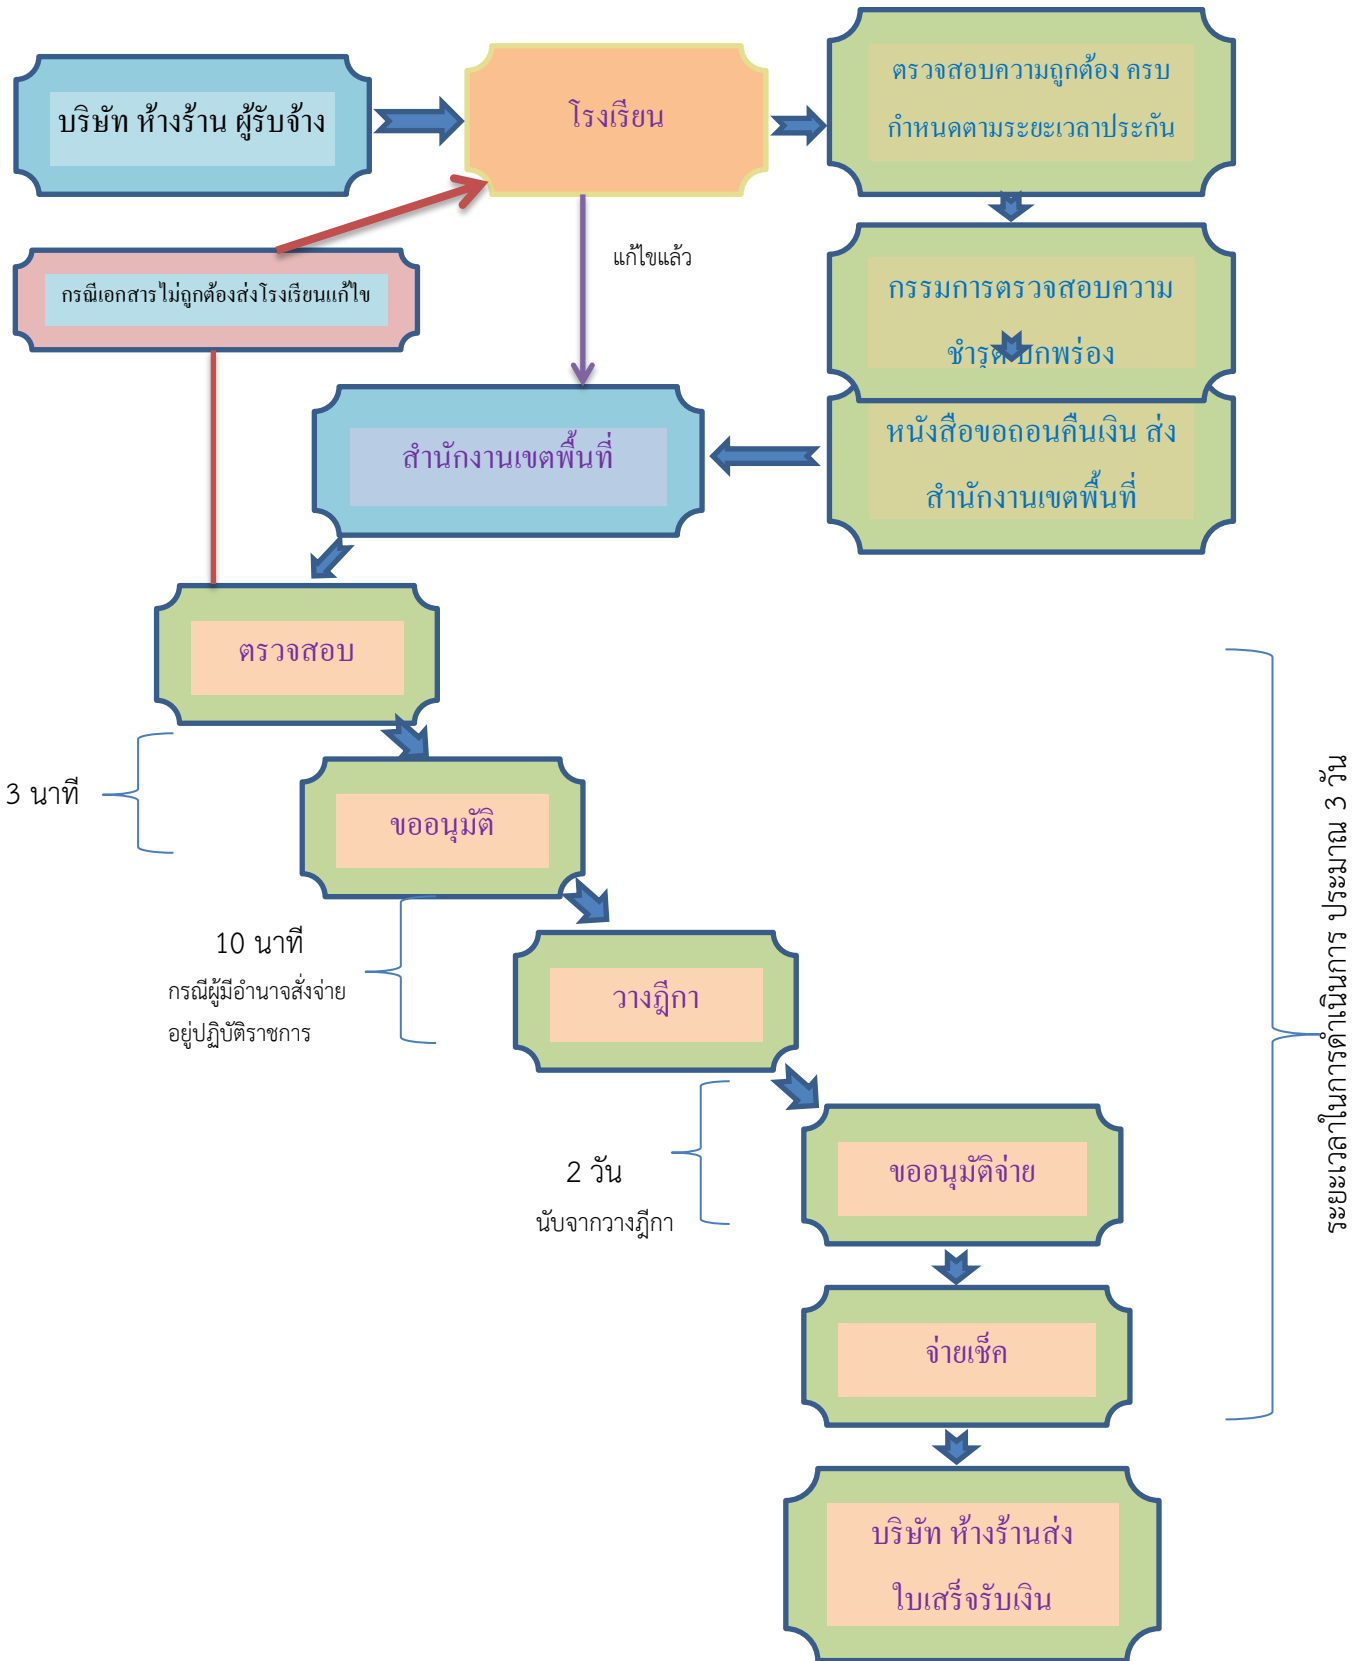 บริษัท ห้างร้าน ผู้รับจ้าง
โรงเรียน
ตรวจสอบความถูกต้อง ครบ
กำหนดตามระยะเวลาประกัน
แก้ไขแล้ว
กรณีเอกสารไม่ถูกต้องส่งโรงเรียนแก้ไข
กรรมการตรวจสอบความ
ชำรุดบกพร่อง
สำนักงานเขตพื้นที่
หนังสือขอถอนคืนเงิน ส่ง
สำนักงานเขตพื้นที่
ตรวจสอบ
3 นาที
ขออนุมัติ
10 นาที
กรณีผู้มีอำนาจสั่งจ่าย
อยู่ปฏิบัติราชการ
วางฎีกา
2 วัน
นับจากวางฎีกา
ขออนุมัติจ่าย
จ่ายเช็ค
บริษัท ห้างร้านส่ง
ใบเสร็จรับเงิน
ระยะเวลาในการดำเนินการ ประมาณ 3 วัน